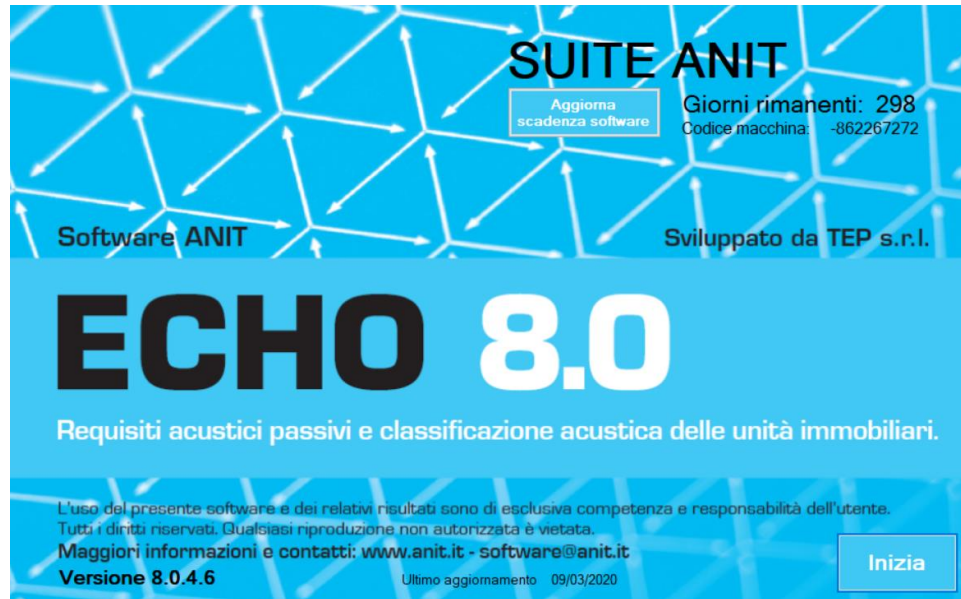 SUITE ANIT
Aggiorna
scadenza software
Giorni rimanenti: 298
Codice macchina: -862267272
Software ANIT
Sviluppato da TEP s.r.l.
ECHO 8.0
Requisiti acustici passivi e classificazione acustica delle unità immobiliari.
L'uso del presente software e dei relativi risultati sono di esclusiva competenza e responsabilità dell'utente.
Tutti i diritti riservati. Qualsiasi riproduzione non autorizzata è vietata.
Maggiori informazioni e contatti: www.anit.it - software@anit.it
Versione 8.0.4.6
Ultimo aggiornamento 09/03/2020
Inizia